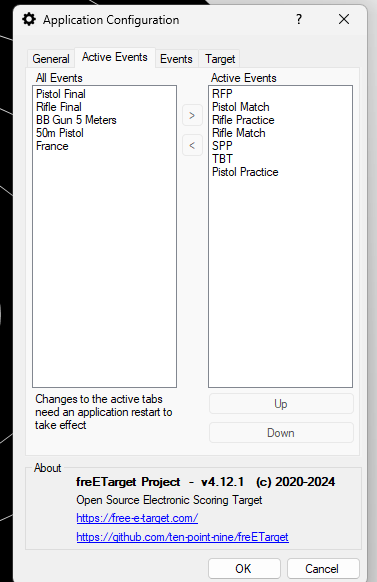 Application Configuration
?
General
Active Events
Events
Target
All Events
Pistol Final
Rifle Final
BB Gun 5 Meters
50m Pistol
France
>
<
Active Events
RFP
Pistol Match
Rifle Practice
Rifle Match
SPP
TBT
Pistol Practice
Changes to the active tabs
need an application restart to
take effect
Up
Down
About
freETarget Project - v4.12.1 (c) 2020-2024
Open Source Electronic Scoring Target
https://free-e-target.com/
https://github.com/ten-point-nine/freETarget
OK
Cancel